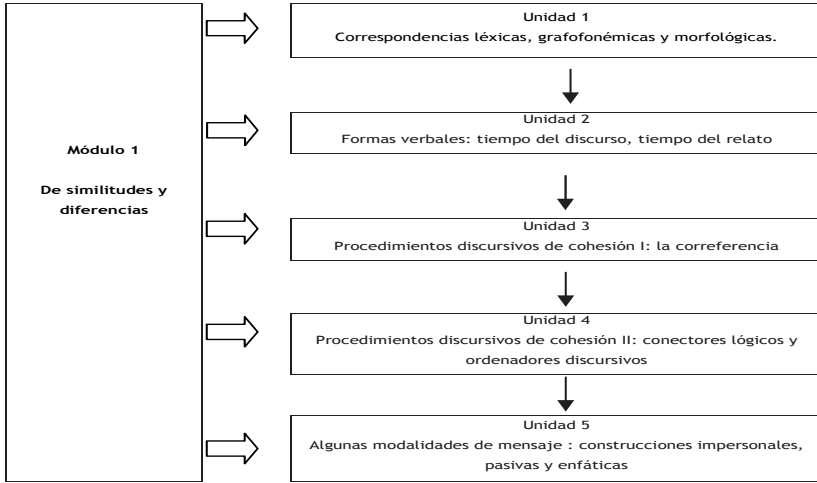 Módulo 1
De similitudes y
diferencias
Unidad 1
Correspondencias léxicas, grafofonémicas y morfológicas.
Unidad 2
Formas verbales: tiempo del discurso, tiempo del relato
Unidad 3
Procedimientos discursivos de cohesión I: la correferencia
Unidad 4
Procedimientos discursivos de cohesión II: conectores lógicos y
ordenadores discursivos
Unidad 5
Algunas modalidades de mensaje : construcciones impersonales,
pasivas y enfáticas